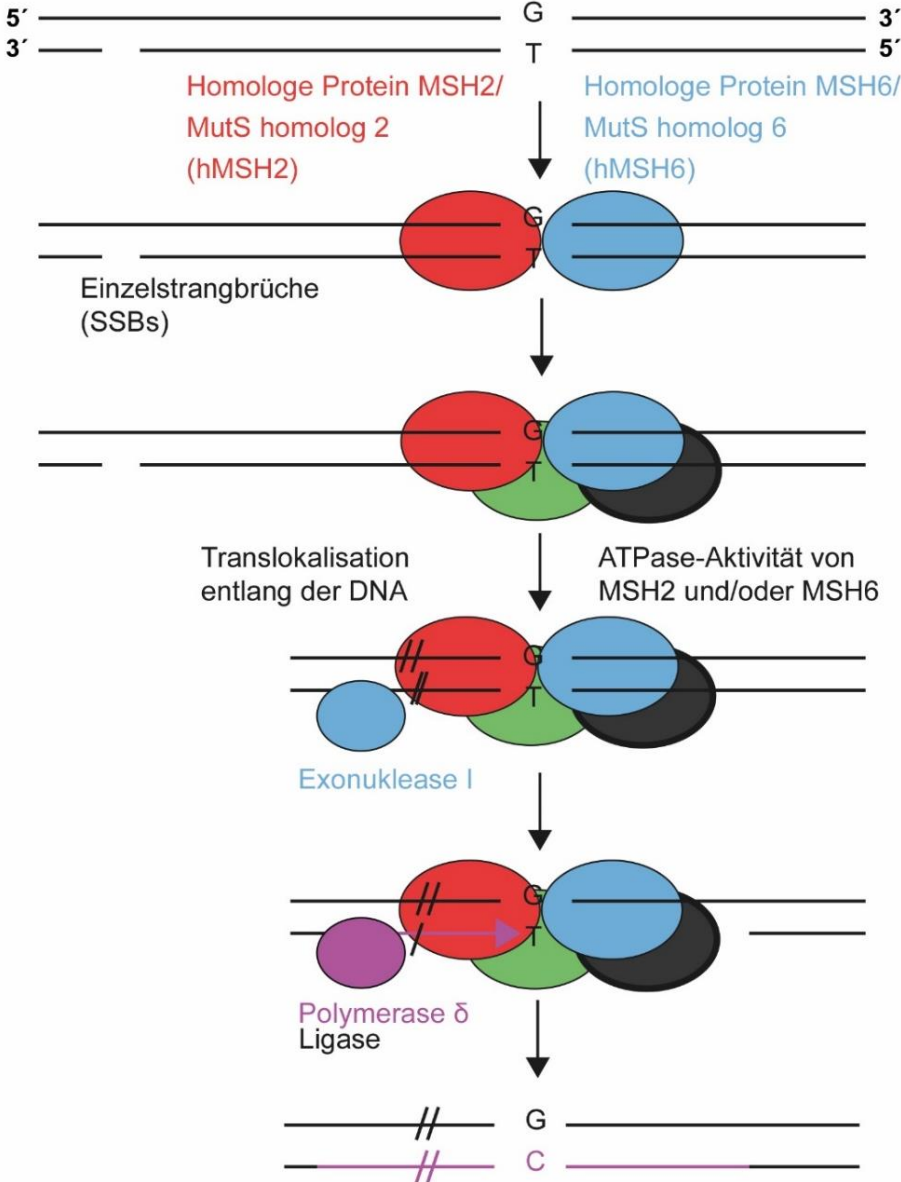 5´ G 3´
3´ T 5´
Homologe Protein MSH2/
MutS homolog 2
(hMSH2)
Homologe Protein MSH6/
MutS homolog 6
(hMSH6)
G
T
Einzelstrangbrüche
(SSBs)
G
T
Translokalisation
entlang der DNA
ATPase-Aktivität von
MSH2 und/oder MSH6
G
T
Exonuklease I
G
T
Polymerase δ
Ligase
G
C